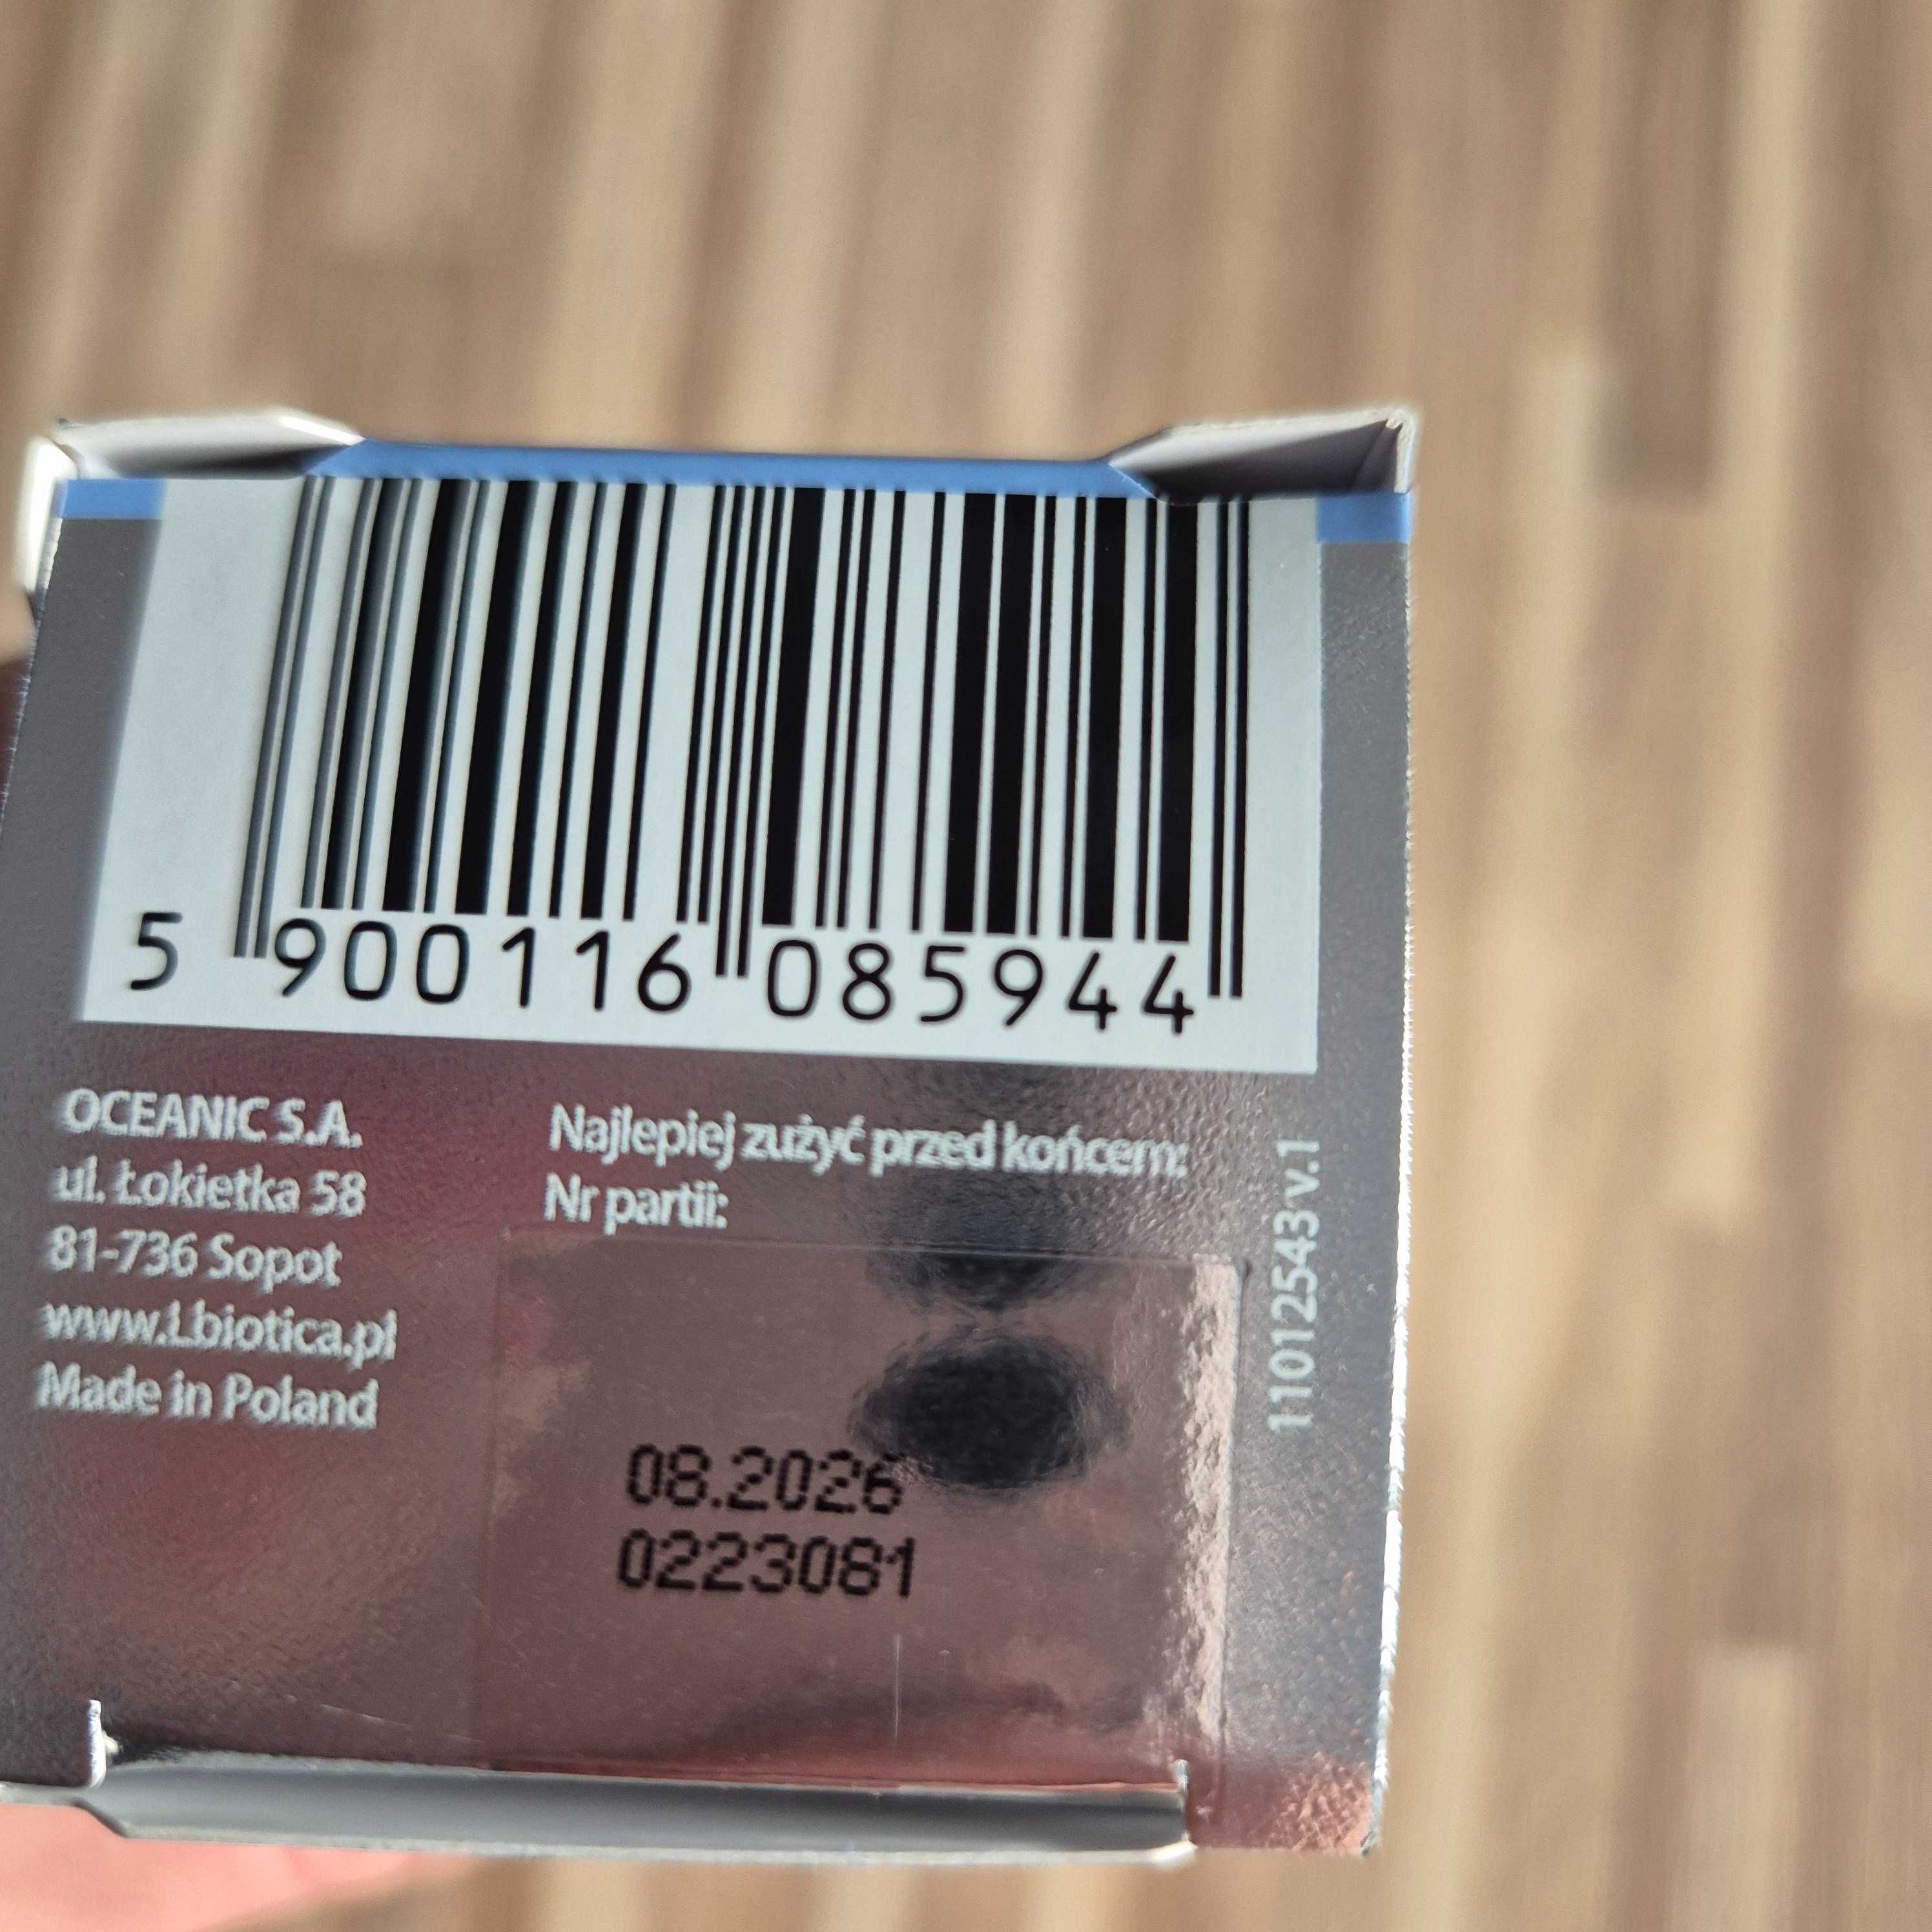 5 900116 085944
OCEANIC S.A.
ul. Łokietka 58
81-736 Sopot
www.Lbiotica.pl
Made in Poland
Najlepiej zużyć przed końcem:
Nr partii:
08.2026
0223081
11012543 v.1